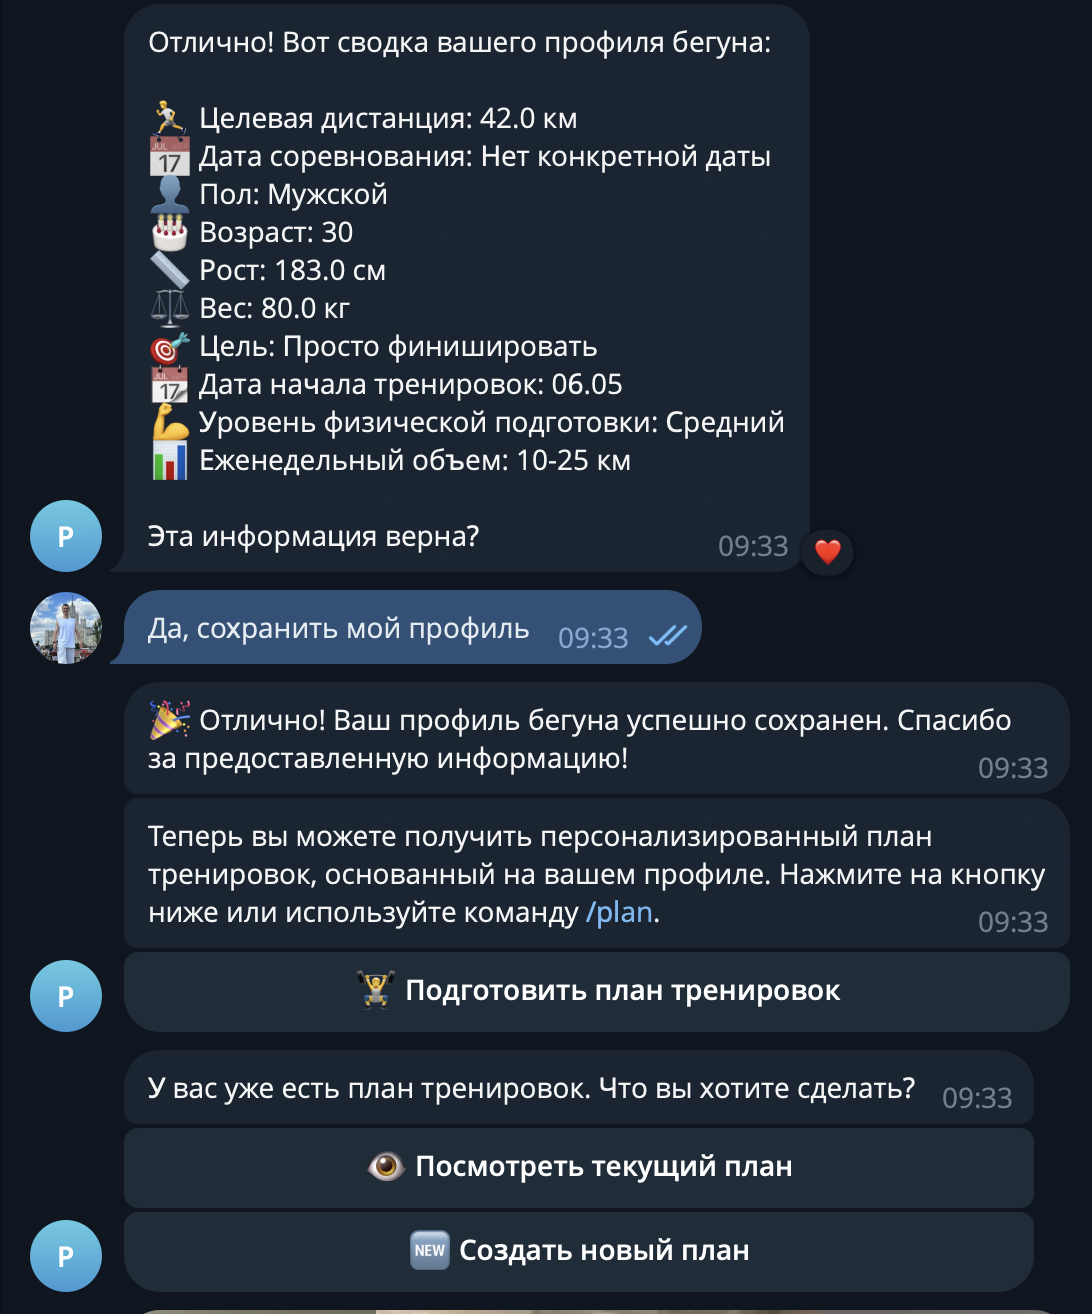 Отлично! Вот сводка вашего профиля бегуна:
🏃 Целевая дистанция: 42.0 км
📅 Дата соревнования: Нет конкретной даты
👤 Пол: Мужской
🎂 Возраст: 30
📏 Рост: 183.0 см
⚖️ Вес: 80.0 кг
🎯 Цель: Просто финишировать
📆 Дата начала тренировок: 06.05
💪 Уровень физической подготовки: Средний
📊 Еженедельный объем: 10-25 км
Эта информация верна?
09:33
P
Да, сохранить мой профиль 09:33
🎉 Отлично! Ваш профиль бегуна успешно сохранен. Спасибо
за предоставленную информацию!
09:33
Теперь вы можете получить персонализированный план
тренировок, основанный на вашем профиле. Нажмите на кнопку
ниже или используйте команду /plan.
09:33
P
🏋️ Подготовить план тренировок
У вас уже есть план тренировок. Что вы хотите сделать? 09:33
👁️ Посмотреть текущий план
P
🆕 Создать новый план